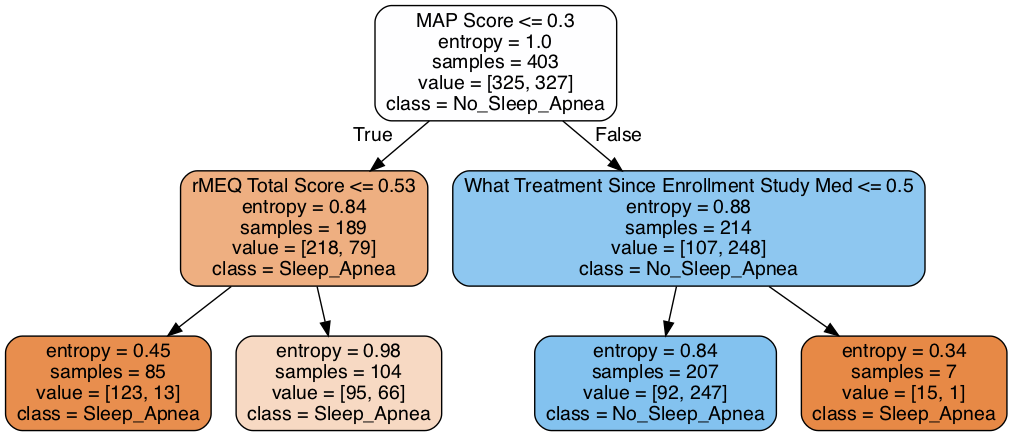 MAP Score <= 0.3
entropy = 1.0
samples = 403
value = [325, 327]
class = No_Sleep_Apnea
True
False
rMEQ Total Score <= 0.53
entropy = 0.84
samples = 189
value = [218, 79]
class = Sleep_Apnea
What Treatment Since Enrollment Study Med <= 0.5
entropy = 0.88
samples = 214
value = [107, 248]
class = No_Sleep_Apnea
entropy = 0.45
samples = 85
value = [123, 13]
class = Sleep_Apnea
entropy = 0.98
samples = 104
value = [95, 66]
class = Sleep_Apnea
entropy = 0.84
samples = 207
value = [92, 247]
class = No_Sleep_Apnea
entropy = 0.34
samples = 7
value = [15, 1]
class = Sleep_Apnea